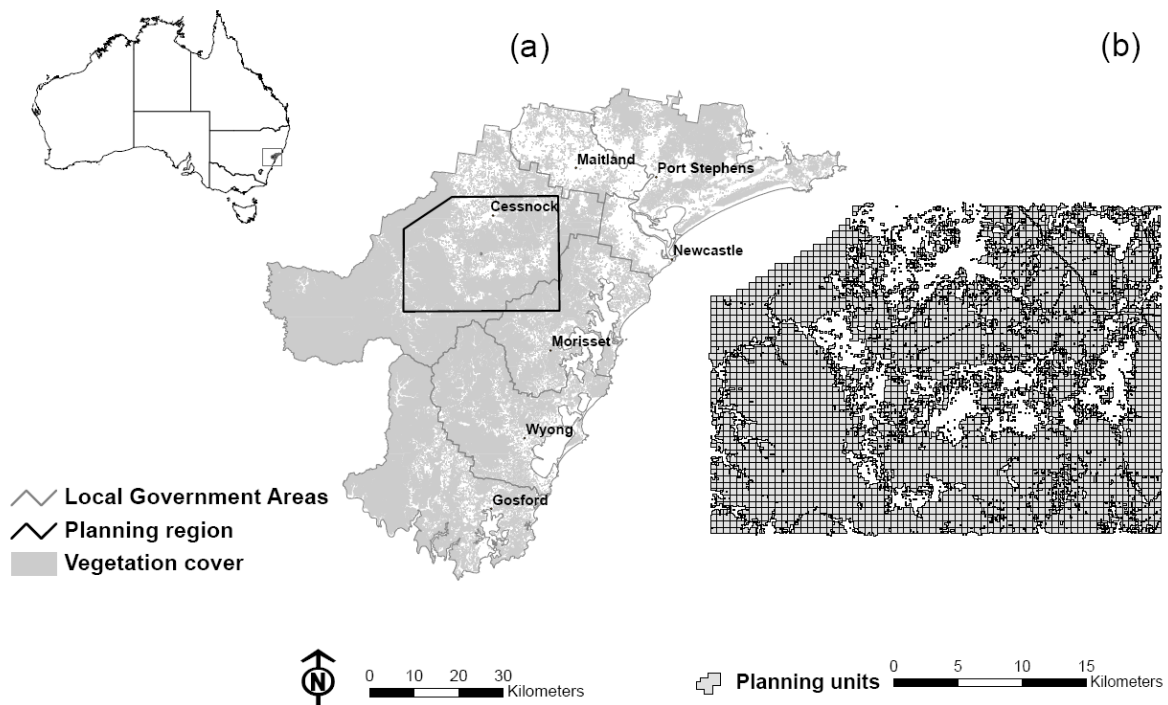 (a)
(b)
Maitland
Port Stephens
Cessnock
Newcastle
Morisset
Wyong
Gosford
Local Government Areas
Planning region
Vegetation cover
N
0 10 20 30
Kilometers
Planning units
0 5 10 15
Kilometers